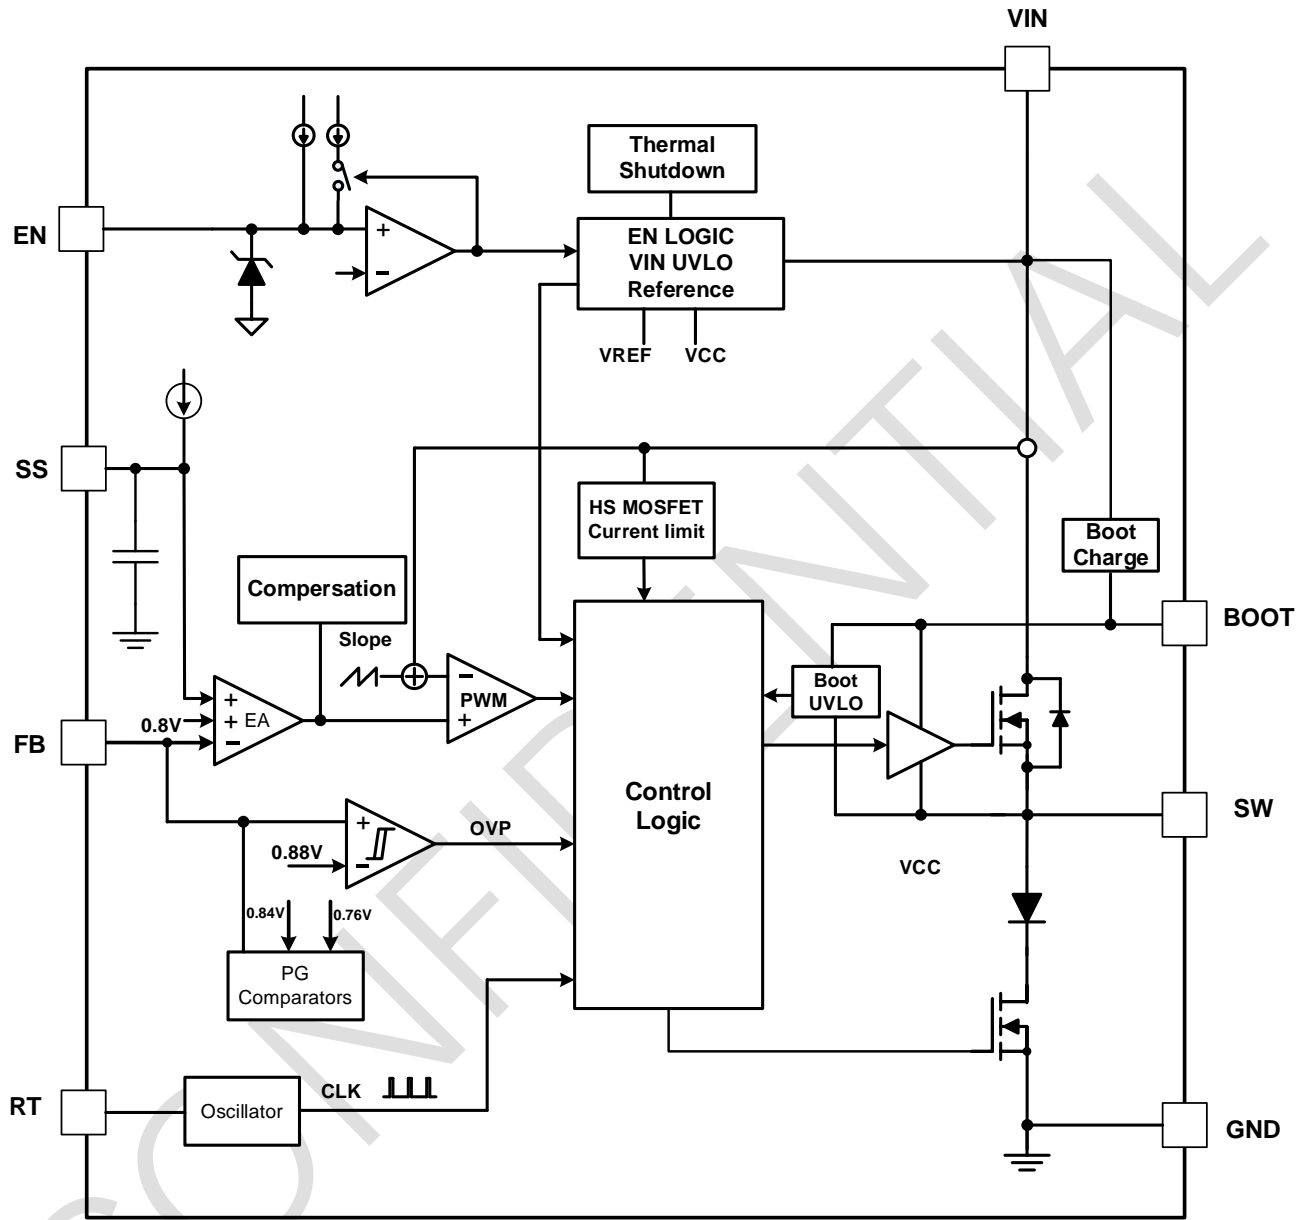 VIN
Thermal
Shutdown
EN
+
−
EN LOGIC
VIN UVLO
Reference
VREF
VCC
SS
HS MOSFET
Current limit
Boot
Charge
Compersation
BOOT
Slope
+
EA
+
−
0.8V
−
PWM
+
Boot
UVLO
FB
Control
Logic
SW
+
−
OVP
0.88V
VCC
0.84V
0.76V
PG
Comparators
RT
Oscillator
CLK
GND
CONFIDENTIAL